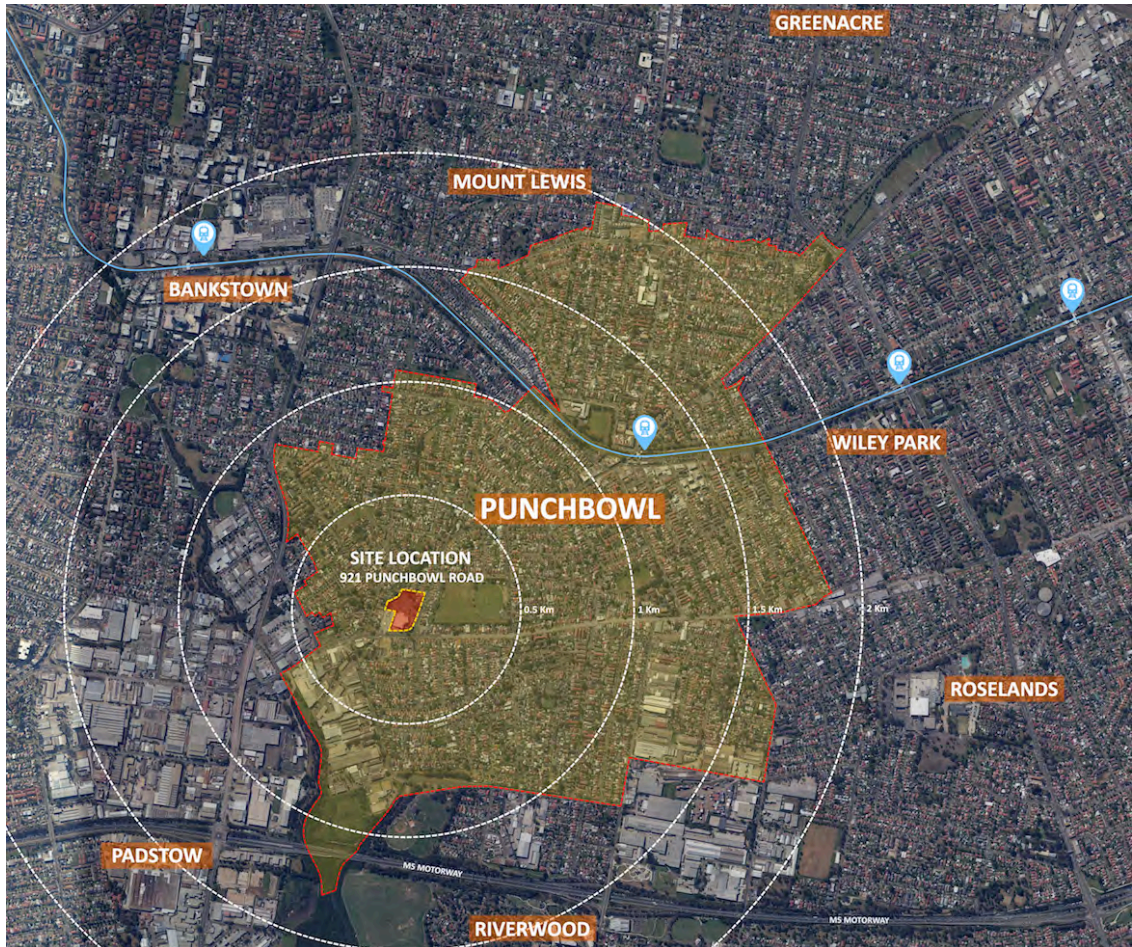 GREENACRE
MOUNT LEWIS
BANKSTOWN
WILEY PARK
PUNCHBOWL
SITE LOCATION
921 PUNCHBOWL ROAD
0.5 Km
1 Km
1.5 Km
2 Km
ROSELANDS
PADSTOW
M5 MOTORWAY
M5 MOTORWAY
RIVERWOOD